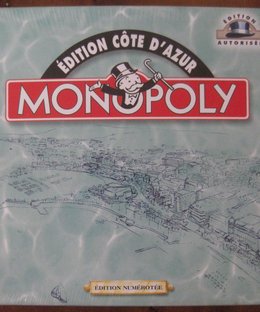 ÉDITION
AUTORISÉE
ÉDITION CÔTE D'AZUR
MONOPOLY
ÉDITION NUMÉROTÉE